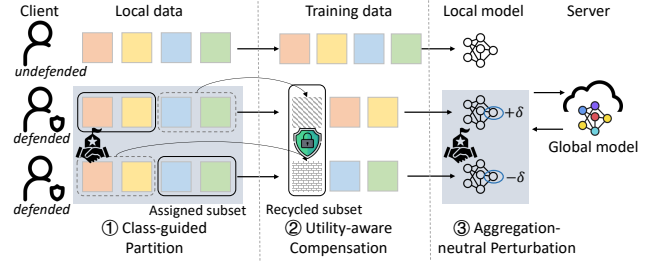 Client
Local data
Training data
Local model
Server
undefended
defended
defended
+δ
−δ
Global model
Assigned subset
Recycled subset
① Class-guided
Partition
② Utility-aware
Compensation
③ Aggregation-
neutral Perturbation